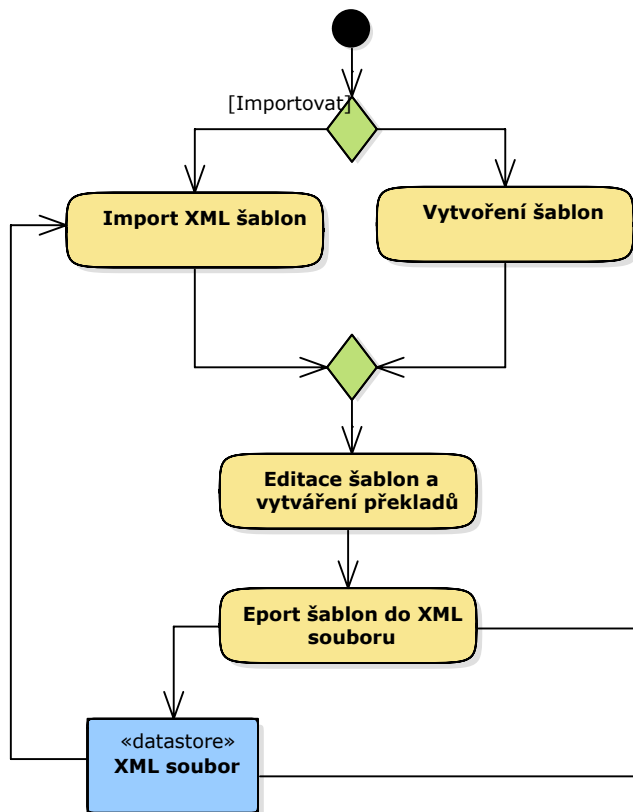 [Importovat]
Import XML šablon
Vytvoření šablon
Editace šablon a
vytváření překladů
Eport šablon do XML
souboru
«datastore»
XML soubor